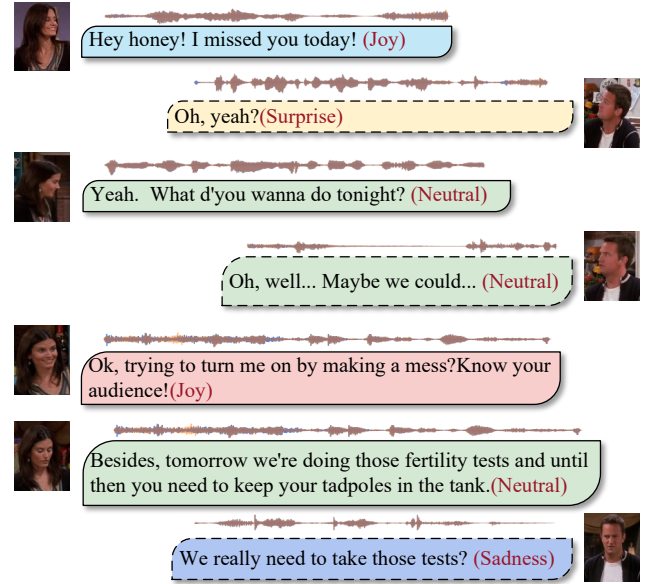 Hey honey! I missed you today! (Joy)
Oh, yeah?(Surprise)
Yeah.  What d'you wanna do tonight? (Neutral)
Oh, well... Maybe we could... (Neutral)
Ok, trying to turn me on by making a mess?Know your
audience!(Joy)
Besides, tomorrow we're doing those fertility tests and until
then you need to keep your tadpoles in the tank.(Neutral)
We really need to take those tests? (Sadness)